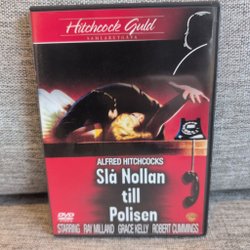 Hitchcock Guld
SAMLARUTGÅVA
ALFRED HITCHCOCKS
Slå Nollan
till
Polisen
DVD
STARRING RAY MILLAND GRACE KELLY ROBERT CUMMINGS